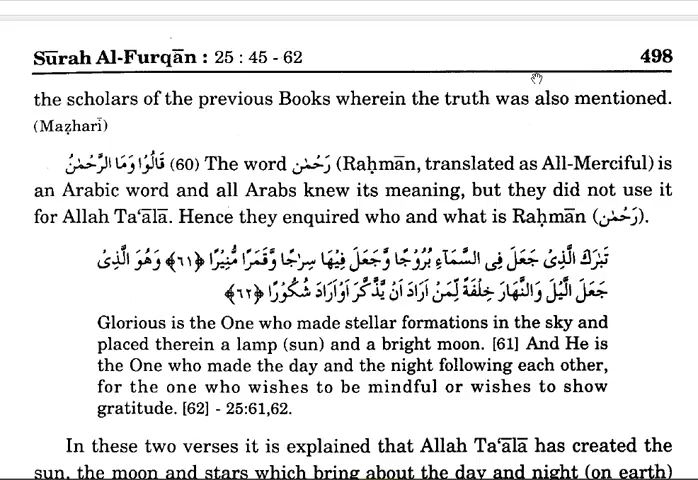 Sūrah Al-Furqān : 25 : 45 - 62 498
the scholars of the previous Books wherein the truth was also mentioned.
(Maẓharī)
قَالُوْا وَمَا الرَّحْمٰنُ (60) The word رَحْمٰن (Raḥmān, translated as All-Merciful) is
an Arabic word and all Arabs knew its meaning, but they did not use it
for Allah Ta‘ālā. Hence they enquired who and what is Raḥmān (رَحْمٰن).
تَبٰرَكَ الَّذِىْ جَعَلَ فِى السَّمَآءِ بُرُوْجًا وَّجَعَلَ فِيْهَا سِرٰجًا وَّقَمَرًا مُّنِيْرًا ﴿٦١﴾ وَهُوَ الَّذِىْ
جَعَلَ الَّيْلَ وَالنَّهَارَ خِلْفَةً لِّمَنْ اَرَادَ اَنْ يَّذَّكَّرَ اَوْ اَرَادَ شُكُوْرًا ﴿٦٢﴾
Glorious is the One who made stellar formations in the sky and
placed therein a lamp (sun) and a bright moon. [61] And He is
the One who made the day and the night following each other,
for the one who wishes to be mindful or wishes to show
gratitude. [62] - 25:61,62.
In these two verses it is explained that Allah Ta‘ālā has created the
sun, the moon and stars which bring about the day and night (on earth)